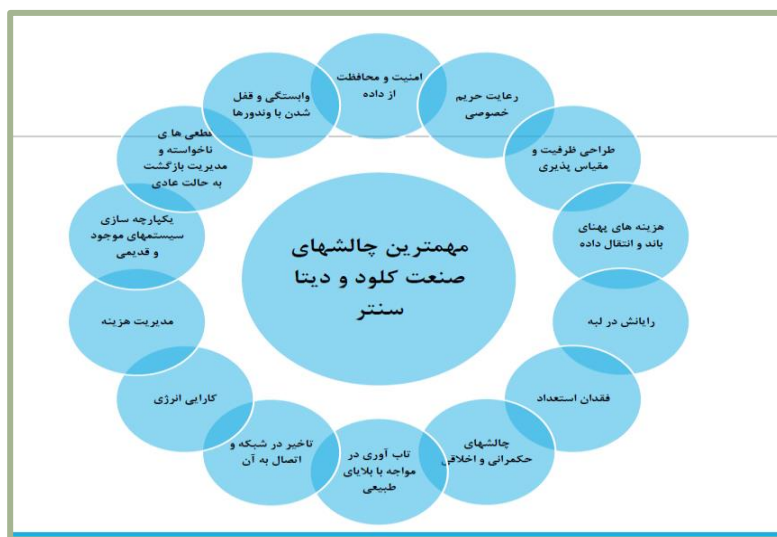 مهمترین چالشهای
صنعت کلود و دیتا
سنتر
امنیت و محافظت
از داده
رعایت حریم
خصوصی
طراحی ظرفیت و
مقیاس پذیری
هزینه های پهنای
باند و انتقال داده
رایانش در لبه
فقدان استعداد
چالشهای
حکمرانی و اخلاقی
تاب آوری در
مواجه با بلایای
طبیعی
تاخیر در شبکه و
اتصال به آن
کارایی انرژی
مدیریت هزینه
یکپارچه سازی
سیستمهای موجود
و قدیمی
قطعی ها ی
ناخواسته و
مدیریت بازگشت
به حالت عادی
وابستگی و قفل
شدن با وندورها